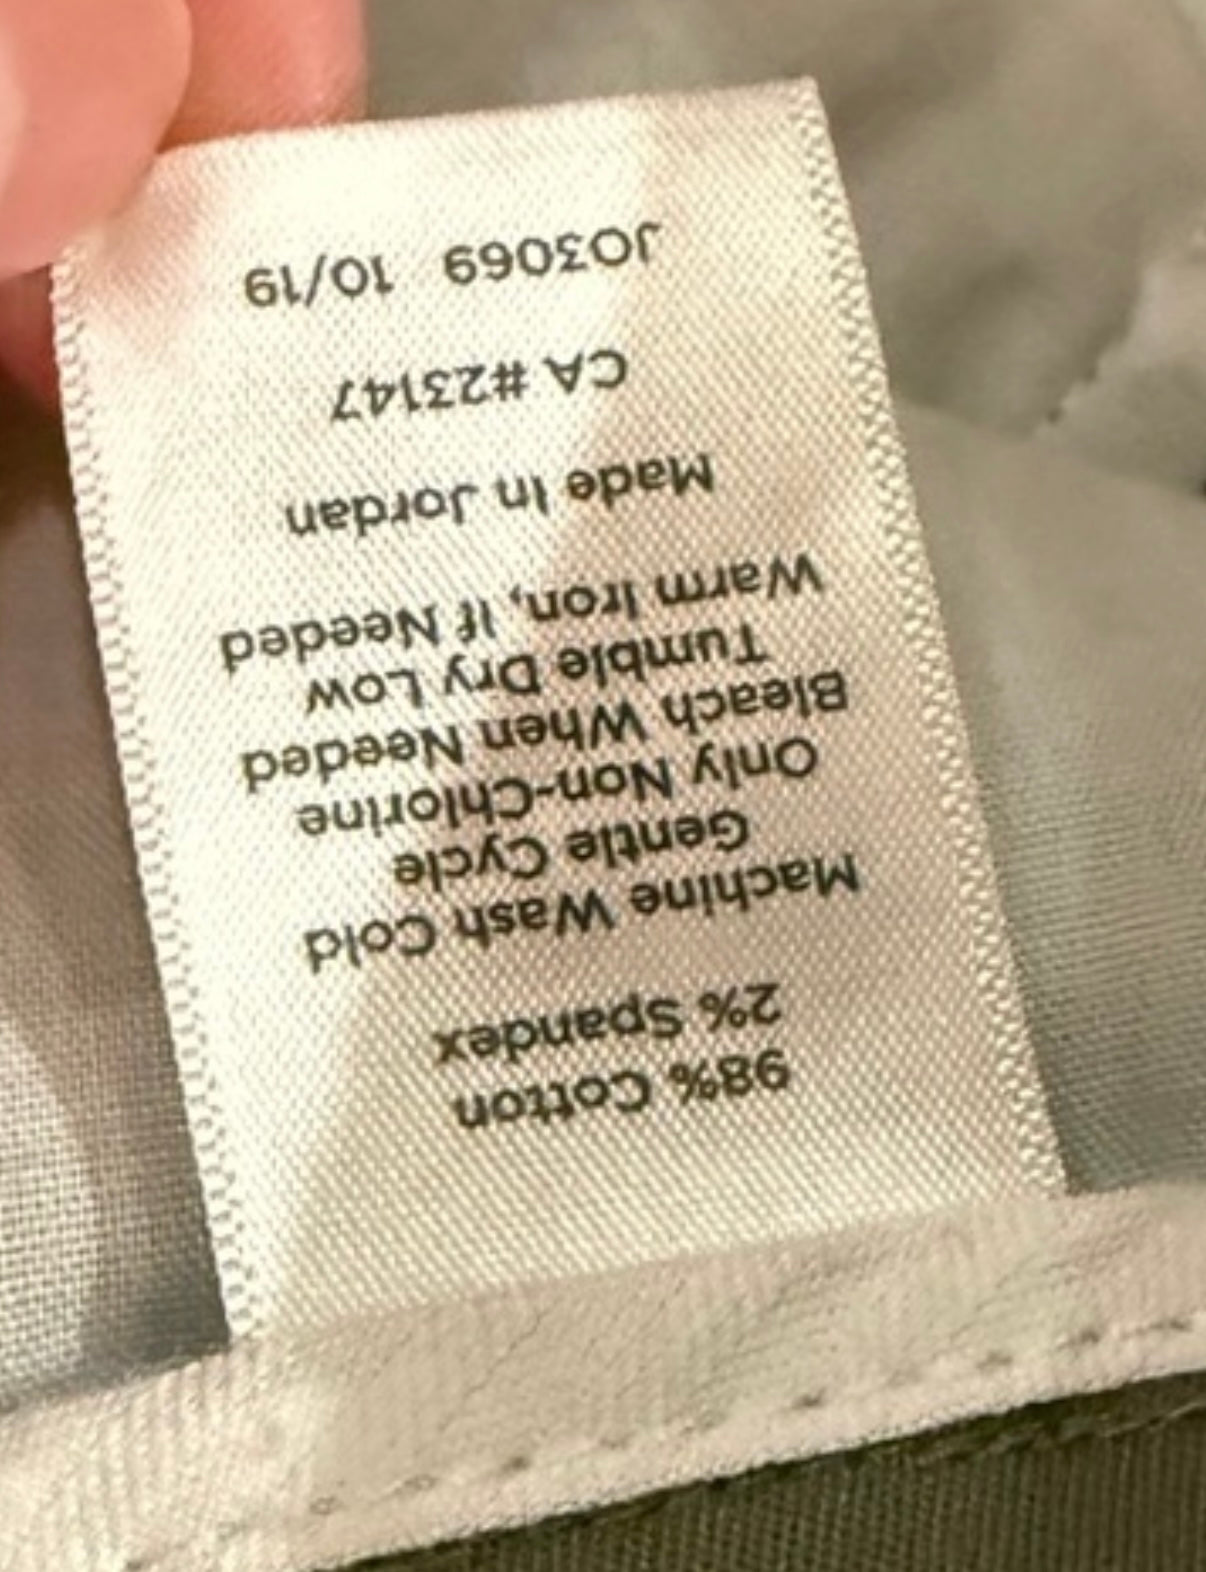 98% Cotton
2% Spandex
Machine Wash Cold
Gentle Cycle
Only Non-Chlorine
Bleach When Needed
Tumble Dry Low
Warm Iron, If Needed
Made In Jordan
CA #23147
JO3069 10/19